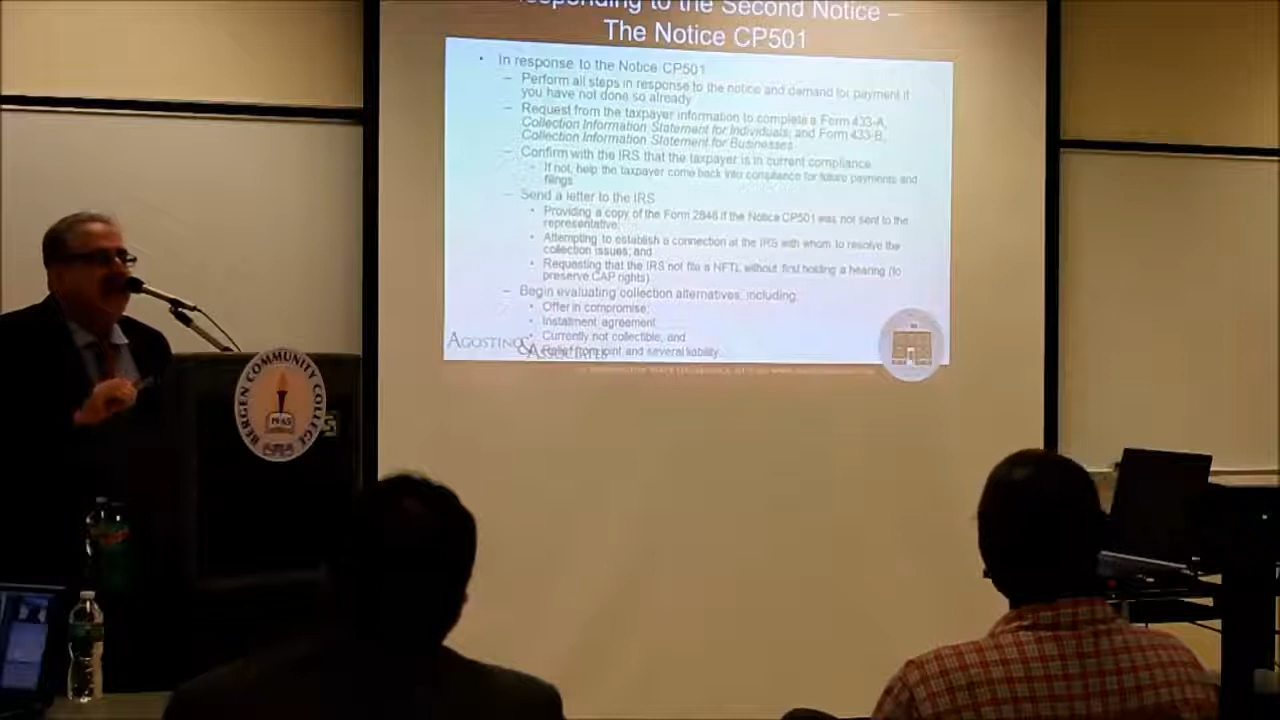 Responding to the Second Notice –
The Notice CP501
• In response to the Notice CP501
– Perform all steps in response to the notice and demand for payment if
you have not done so already
– Request from the taxpayer information to complete a Form 433-A,
Collection Information Statement for Individuals, and Form 433-B,
Collection Information Statement for Businesses
– Confirm with the IRS that the taxpayer is in current compliance
- If not, help the taxpayer come back into compliance for future payments and
filings
– Send a letter to the IRS
• Providing a copy of the Form 2848 if the Notice CP501 was not sent to the
representative;
• Attempting to establish a connection at the IRS with whom to resolve the
collection issues; and
• Requesting that the IRS not file a NFTL without first holding a hearing (to
preserve CAP rights)
– Begin evaluating collection alternatives, including:
• Offer in compromise;
• Installment agreement
• Currently not collectible, and
• Relief from joint and several liability.
AGOSTINO
& ASSOCIATES
BERGEN COMMUNITY COLLEGE
1965